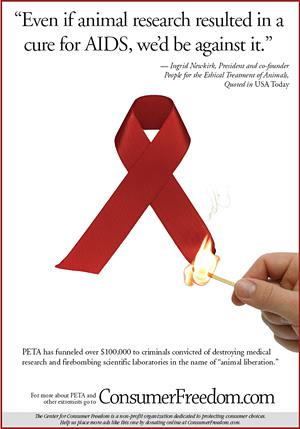 “Even if animal research resulted in a
cure for AIDS, we’d be against it.”
— Ingrid Newkirk, President and co-founder
People for the Ethical Treatment of Animals,
Quoted in USA Today
PETA has funneled over $100,000 to criminals convicted of destroying medical
research and firebombing scientific laboratories in the name of “animal liberation.”
For more about PETA and
other extremists go to
ConsumerFreedom.com
The Center for Consumer Freedom is a non-profit organization dedicated to protecting consumer choices.
Help us place more ads like this one by donating online at ConsumerFreedom.com.